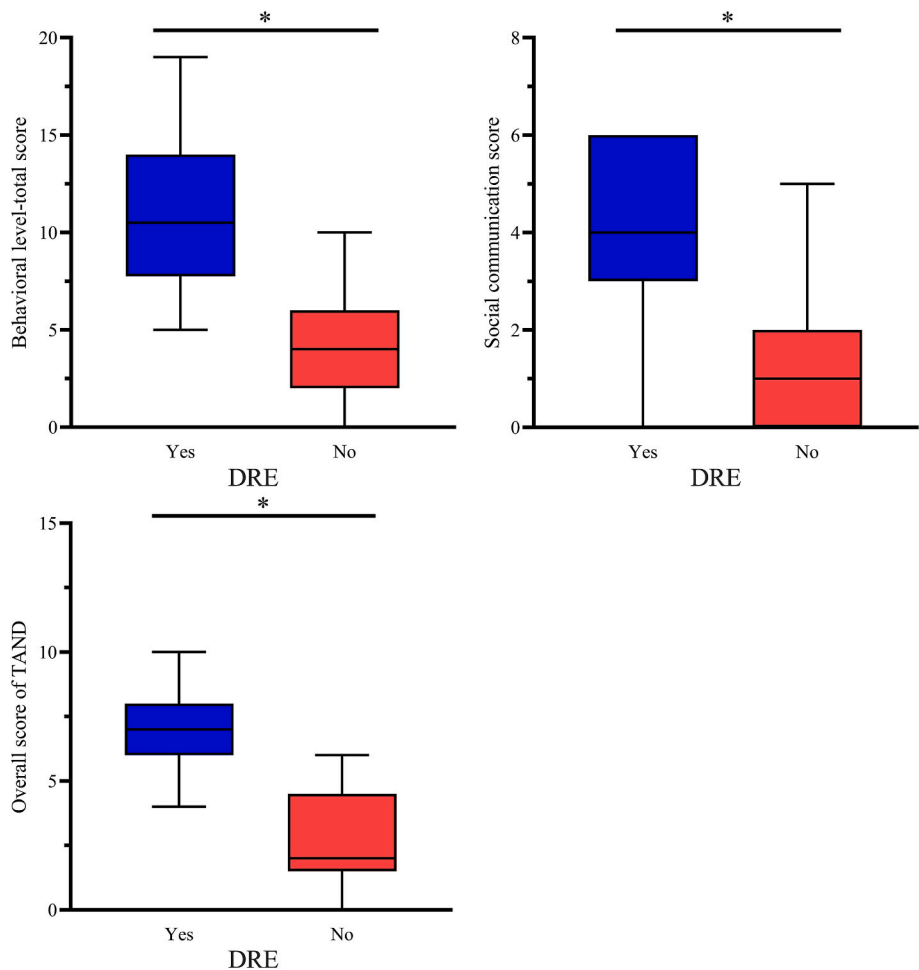 *
Behavioral level-total score
20
15
10
5
0
Yes No
DRE
*
Social communication score
8
6
4
2
0
Yes No
DRE
*
Overall score of TAND
15
10
5
0
Yes No
DRE